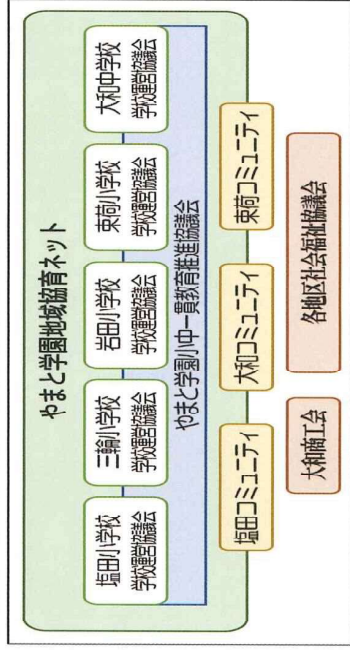 やまと学園地域協育ネット
塩田小学校
学校運営協議会
三輪小学校
学校運営協議会
岩田小学校
学校運営協議会
束荷小学校
学校運営協議会
大和中学校
学校運営協議会
やまと学園小中一貫教育推進協議会
塩田コミュニティ
大和コミュニティ
束荷コミュニティ
大和商工会
各地区社会福祉協議会